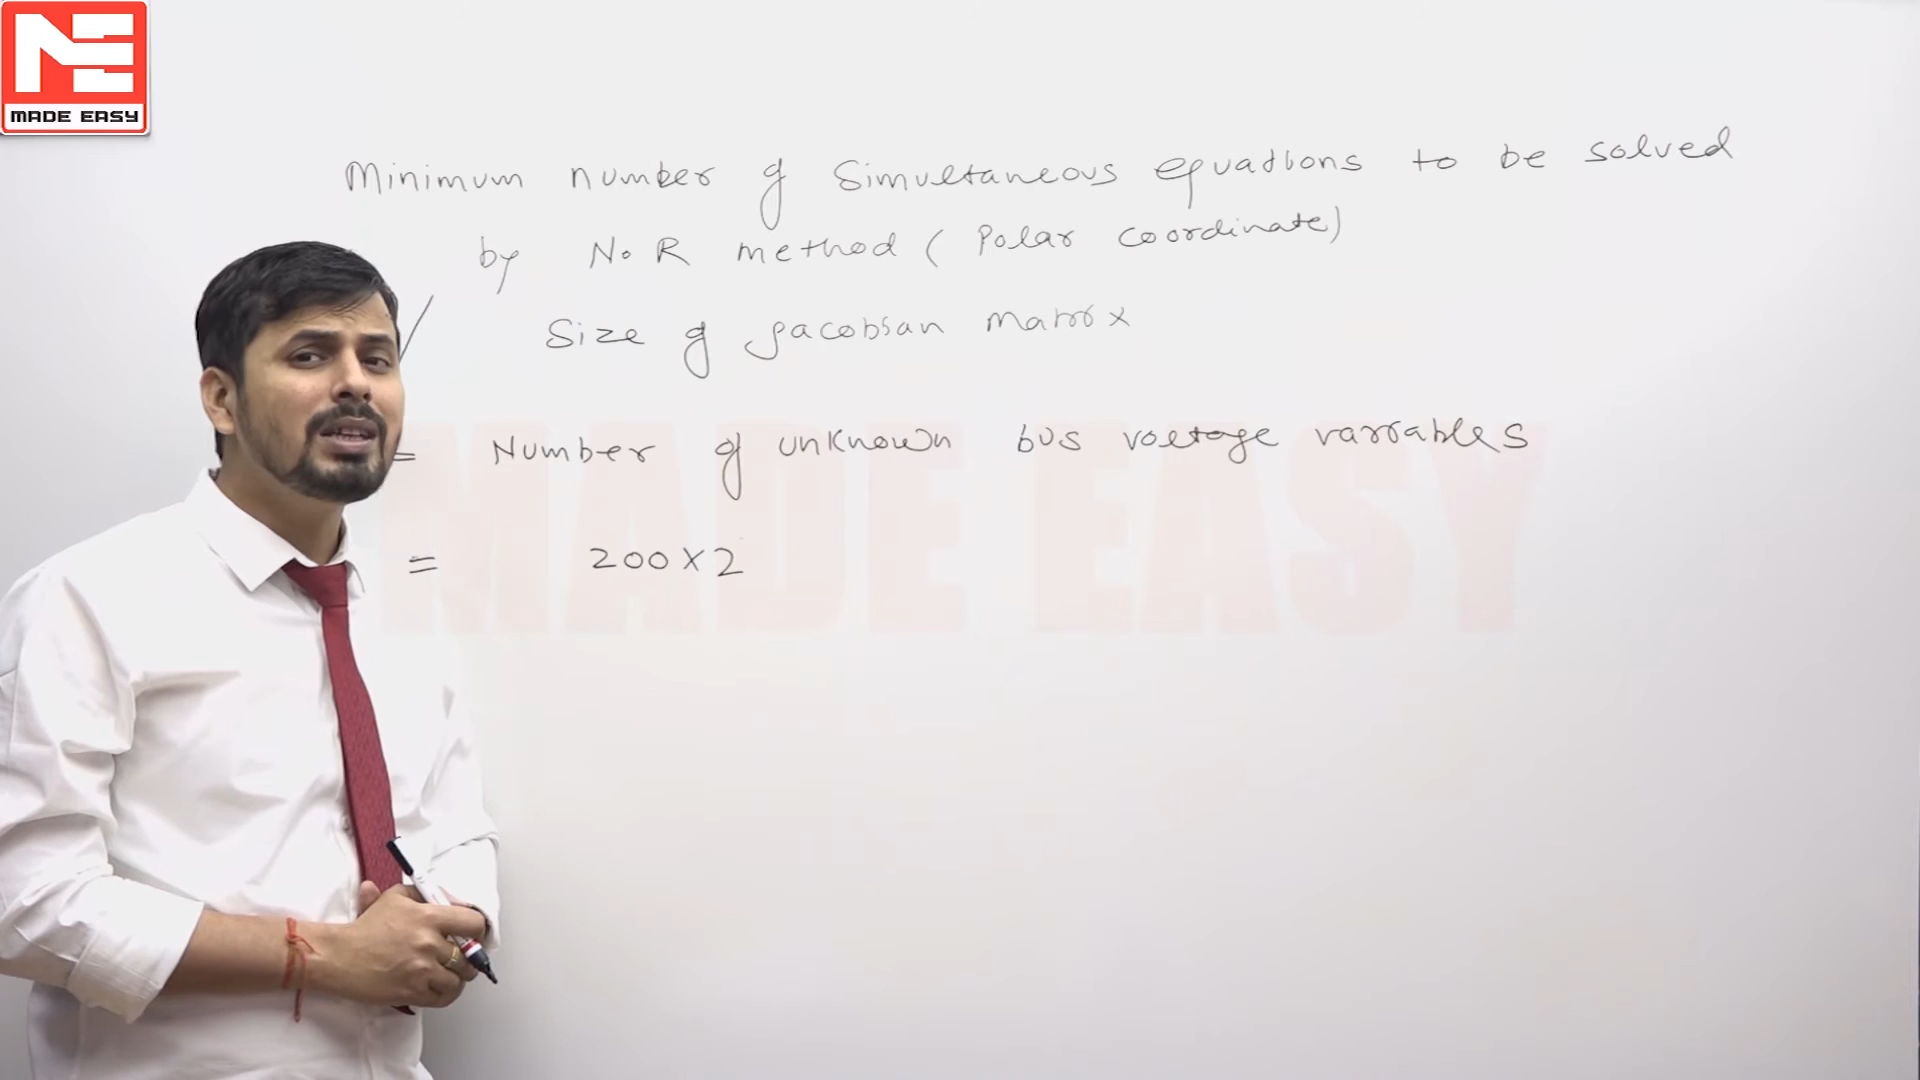 ME
MADE EASY
Minimum number of simultaneous equations to be solved
by N.R method (Polar coordinate)
Size of Jacobian matrix
= Number of unknown bus voltage variables
= 200×2
MADE EASY